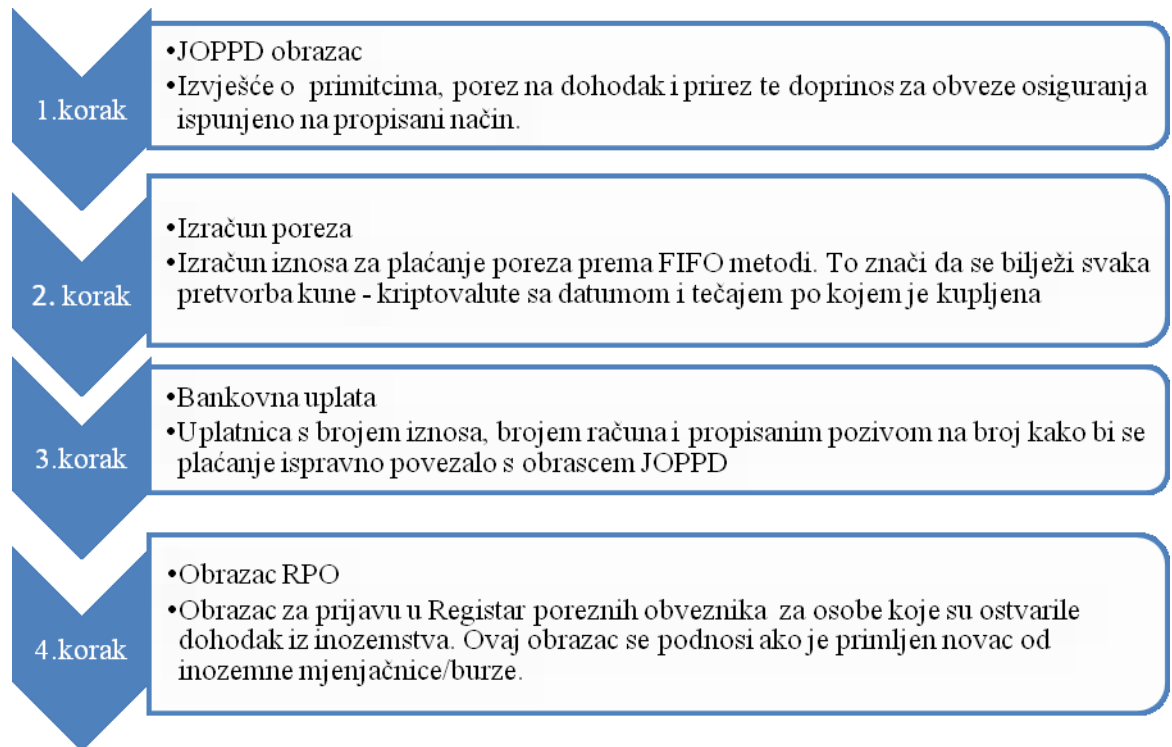 1.korak
•JOPPD obrazac
•Izvješće o primitcima, porez na dohodak i prirez te doprinos za obveze osiguranja
ispunjeno na propisani način.
2. korak
•Izračun poreza
•Izračun iznosa za plaćanje poreza prema FIFO metodi. To znači da se bilježi svaka
pretvorba kune - kriptovalute sa datumom i tečajem po kojem je kupljena
3.korak
•Bankovna uplata
•Uplatnica s brojem iznosa, brojem računa i propisanim pozivom na broj kako bi se
plaćanje ispravno povezalo s obrascem JOPPD
4.korak
•Obrazac RPO
•Obrazac za prijavu u Registar poreznih obveznika za osobe koje su ostvarile
dohodak iz inozemstva. Ovaj obrazac se podnosi ako je primljen novac od
inozemne mjenjačnice/burze.